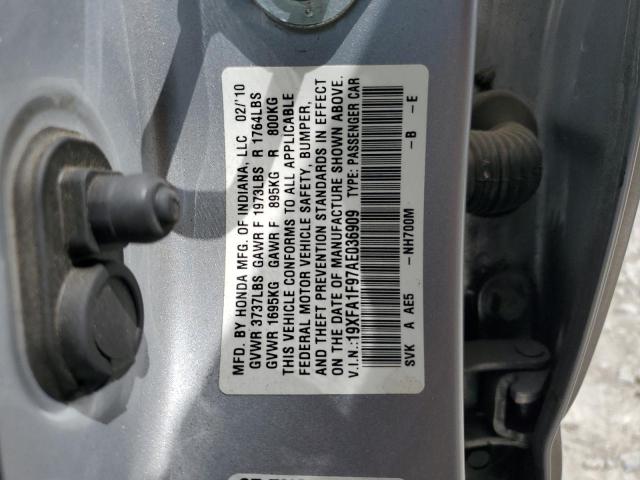 MFD. BY HONDA MFG. OF INDIANA, LLC 02/'10
GVWR 3737LBS GAWR F 1973LBS R 1764LBS
GVWR 1695KG GAWR F 895KG R 800KG
THIS VEHICLE CONFORMS TO ALL APPLICABLE
FEDERAL MOTOR VEHICLE SAFETY, BUMPER,
AND THEFT PREVENTION STANDARDS IN EFFECT
ON THE DATE OF MANUFACTURE SHOWN ABOVE.
V.I.N.:19XFA1F97AE036909 TYPE: PASSENGER CAR
SVK A AE5 -NH700M -B -E